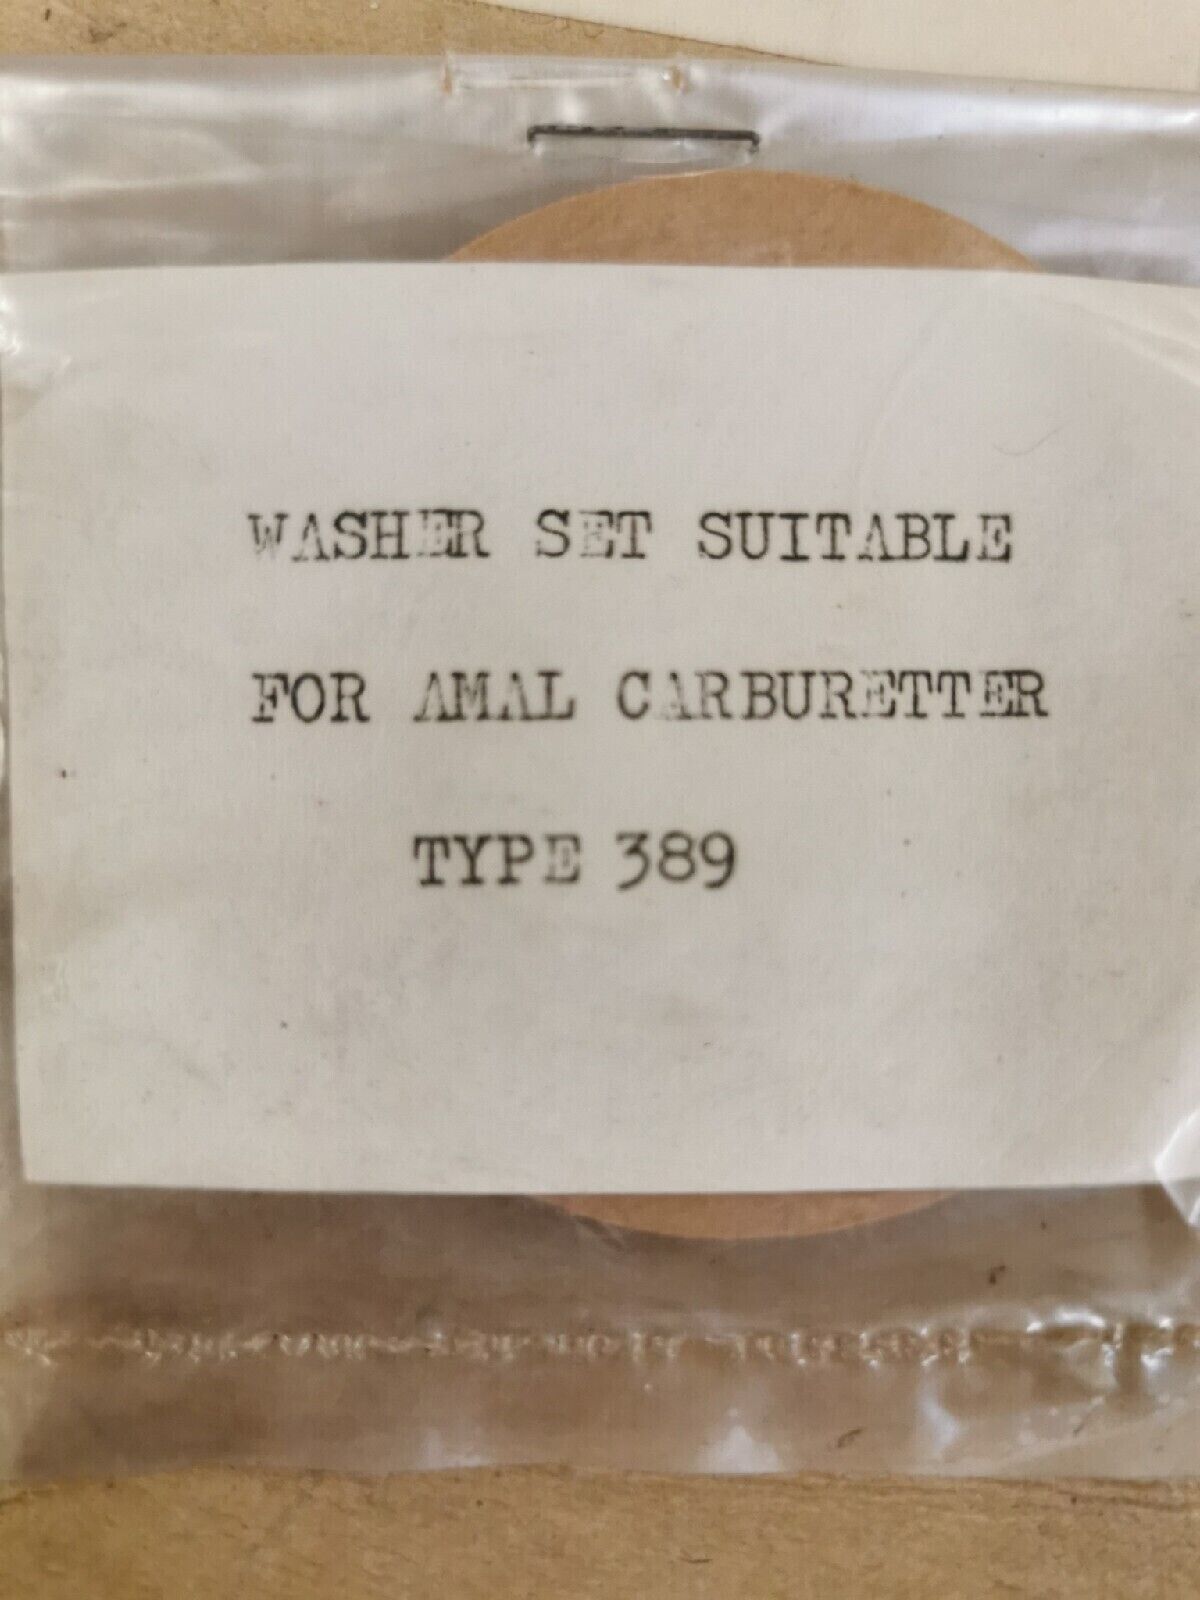 WASHER SET SUITABLE
FOR AMAL CARBURETTER
TYPE 389